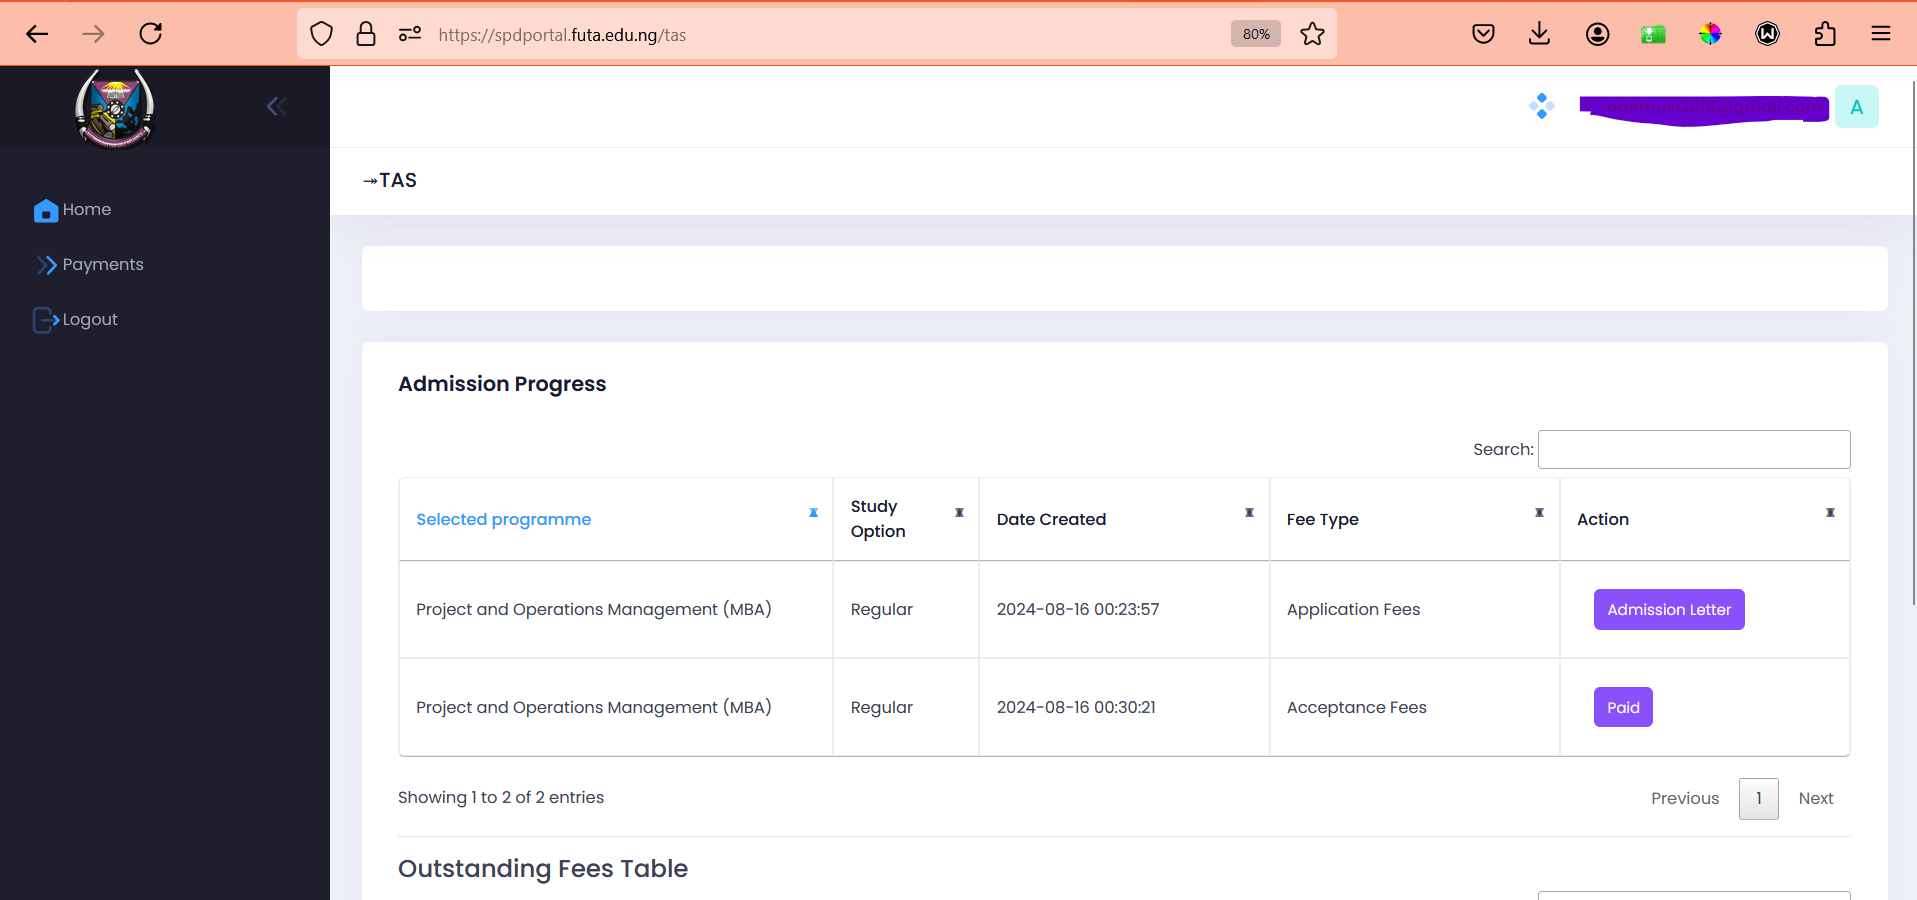 https://spdportal.futa.edu.ng/tas
80%
A
→TAS
Home
Payments
Logout
Admission Progress
Search:
Selected programme Study Option Date Created Fee Type Action
Project and Operations Management (MBA) Regular 2024-08-16 00:23:57 Application Fees Admission Letter
Project and Operations Management (MBA) Regular 2024-08-16 00:30:21 Acceptance Fees Paid
Showing 1 to 2 of 2 entries
Previous 1 Next
Outstanding Fees Table